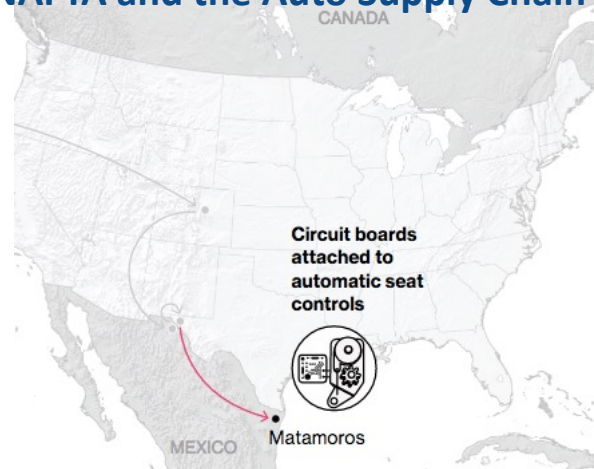 NAFTA and the Auto Supply Chain
CANADA
Circuit boards
attached to
automatic seat
controls
Matamoros
MEXICO